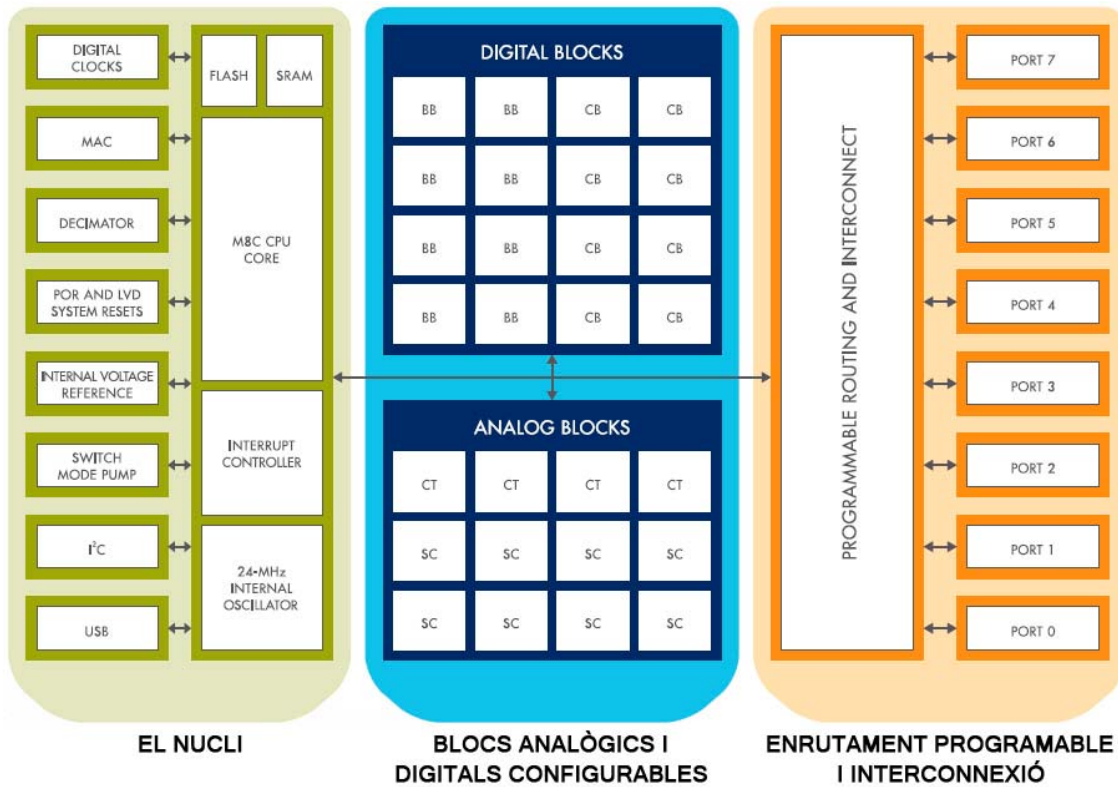 DIGITAL
CLOCKS
MAC
DECIMATOR
POR AND LVD
SYSTEM RESETS
INTERNAL VOLTAGE
REFERENCE
SWITCH
MODE PUMP
I²C
USB
FLASH
SRAM
M8C CPU
CORE
INTERRUPT
CONTROLLER
24-MHz
INTERNAL
OSCILLATOR
EL NUCLI
DIGITAL BLOCKS
BB BB CB CB
BB BB CB CB
BB BB CB CB
BB BB CB CB
ANALOG BLOCKS
CT CT CT CT
SC SC SC SC
SC SC SC SC
BLOCS ANALÒGICS I
DIGITALS CONFIGURABLES
PROGRAMMABLE ROUTING AND INTERCONNECT
PORT 7
PORT 6
PORT 5
PORT 4
PORT 3
PORT 2
PORT 1
PORT 0
ENRUTAMENT PROGRAMABLE
I INTERCONNEXIÓ